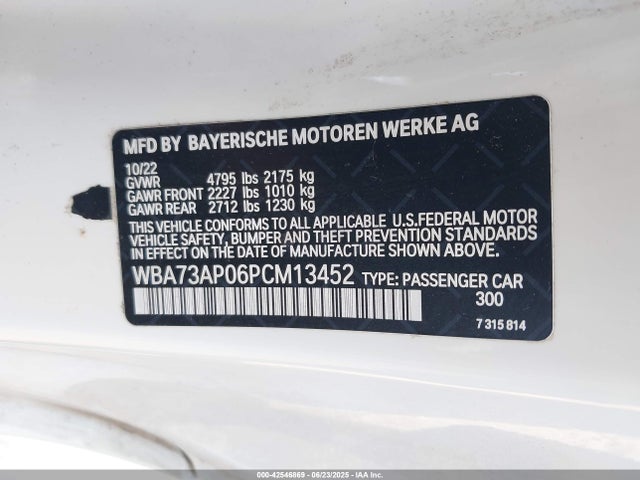 MFD BY BAYERISCHE MOTOREN WERKE AG
10/22
GVWR 4795 lbs 2175 kg
GAWR FRONT 2227 lbs 1010 kg
GAWR REAR 2712 lbs 1230 kg
THIS VEHICLE CONFORMS TO ALL APPLICABLE U.S.FEDERAL MOTOR
VEHICLE SAFETY, BUMPER AND THEFT PREVENTION STANDARDS
IN EFFECT ON THE DATE OF MANUFACTURE SHOWN ABOVE.
WBA73AP06PCM13452 TYPE: PASSENGER CAR
300
7 315 814
000-42546869 - 06/23/2025 - IAA Inc.